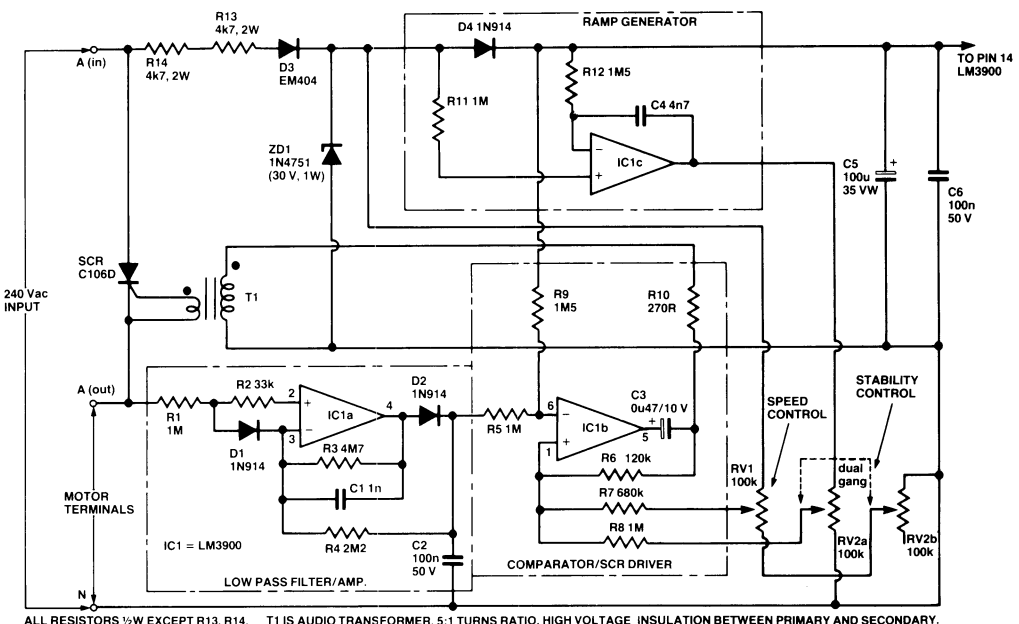 R13
4k7, 2W
D4 1N914
RAMP GENERATOR
A (in)
R14
4k7, 2W
D3
EM404
TO PIN 14
LM3900
R12 1M5
R11 1M
C4 4n7
ZD1
1N4751
(30 V, 1W)
−
+
IC1c
C5
100u
35 VW
+
C6
100n
50 V
SCR
C106D
T1
240 Vac
INPUT
R9
1M5
R10
270R
A (out)
R2 33k
2
+
IC1a
4
D2
1N914
R1
1M
3
−
D1
1N914
R3 4M7
C1 1n
R4 2M2
R5 1M
6
−
IC1b
5
1
+
C3
0u47/10 V
+
R6 120k
R7 680k
R8 1M
SPEED
CONTROL
STABILITY
CONTROL
RV1
100k
dual
gang
RV2a
100k
RV2b
100k
MOTOR
TERMINALS
IC1 = LM3900
C2
100n
50 V
LOW PASS FILTER/AMP.
COMPARATOR/SCR DRIVER
N
ALL RESISTORS ½W EXCEPT R13, R14. T1 IS AUDIO TRANSFORMER, 5:1 TURNS RATIO, HIGH VOLTAGE INSULATION BETWEEN PRIMARY AND SECONDARY.